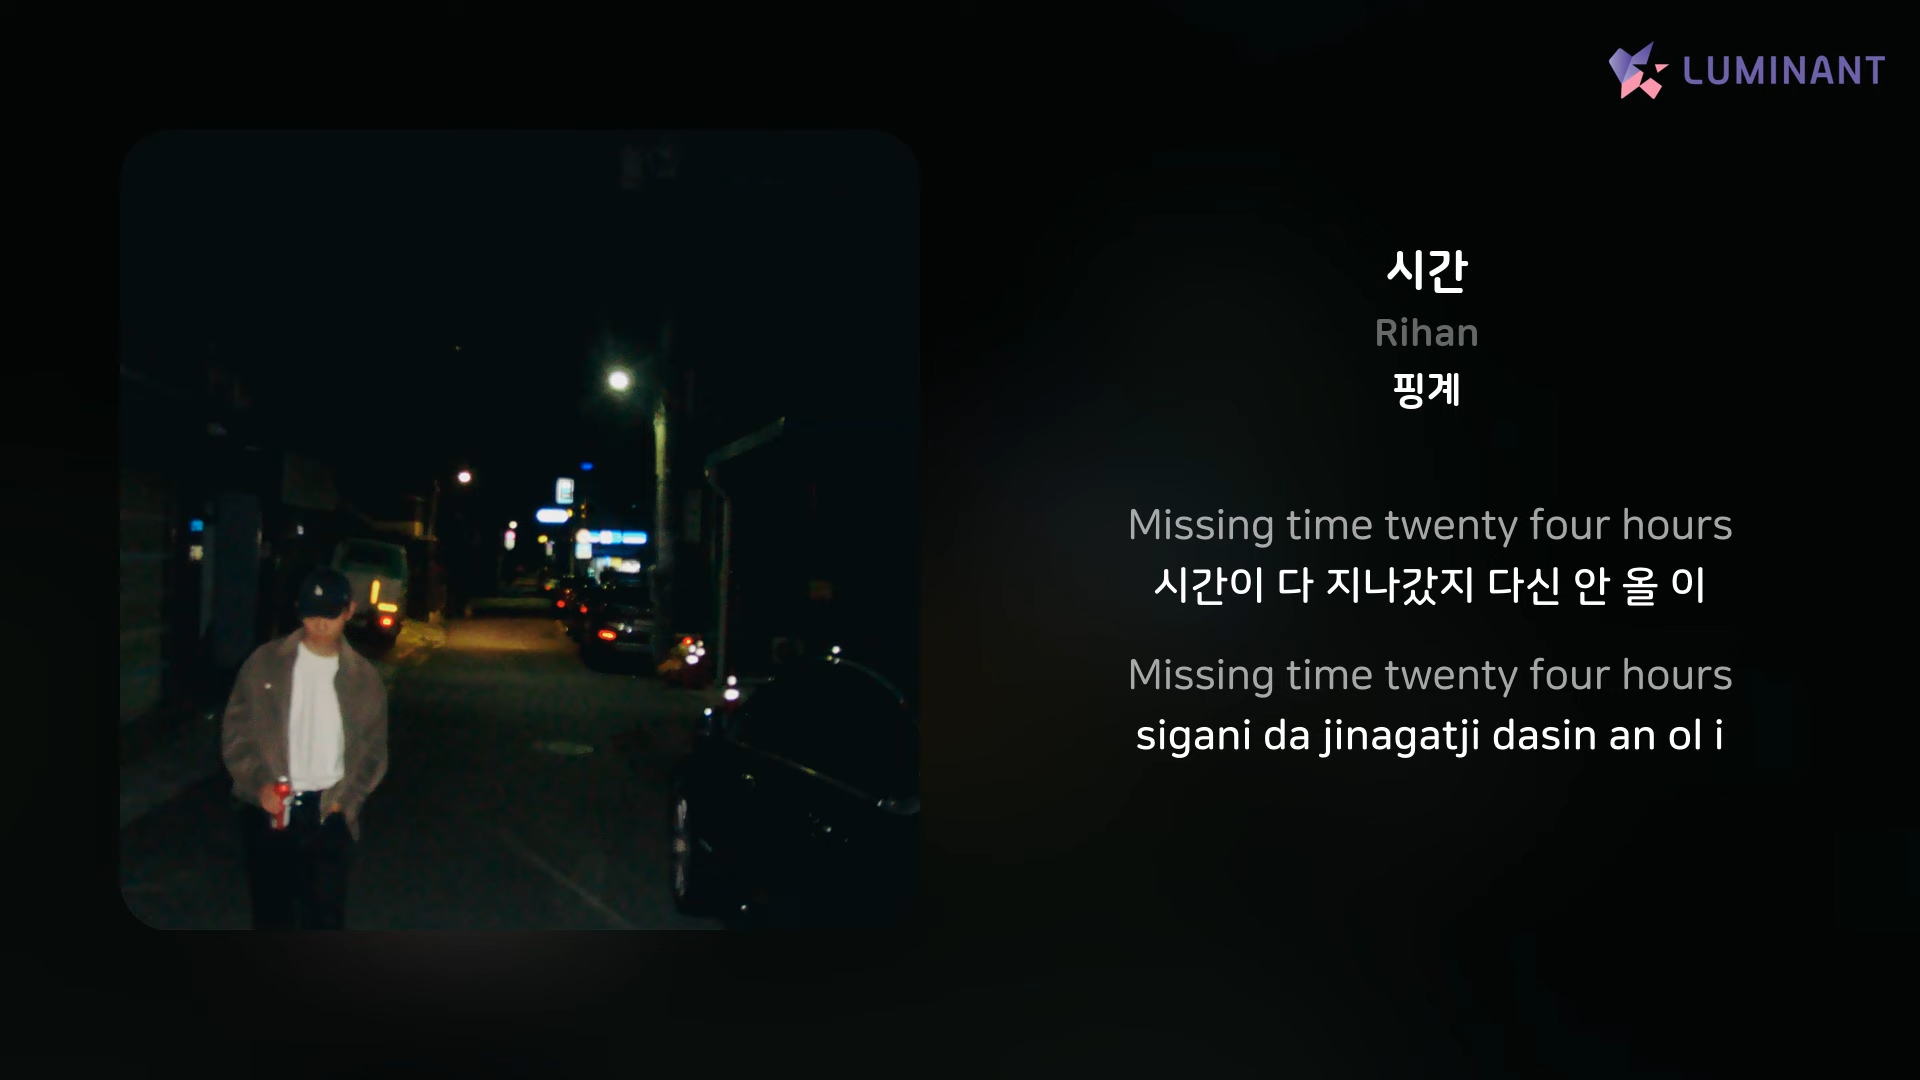 LUMINANT
시간
Rihan
핑계
Missing time twenty four hours
시간이 다 지나갔지 다신 안 올 이
Missing time twenty four hours
sigani da jinagatji dasin an ol i